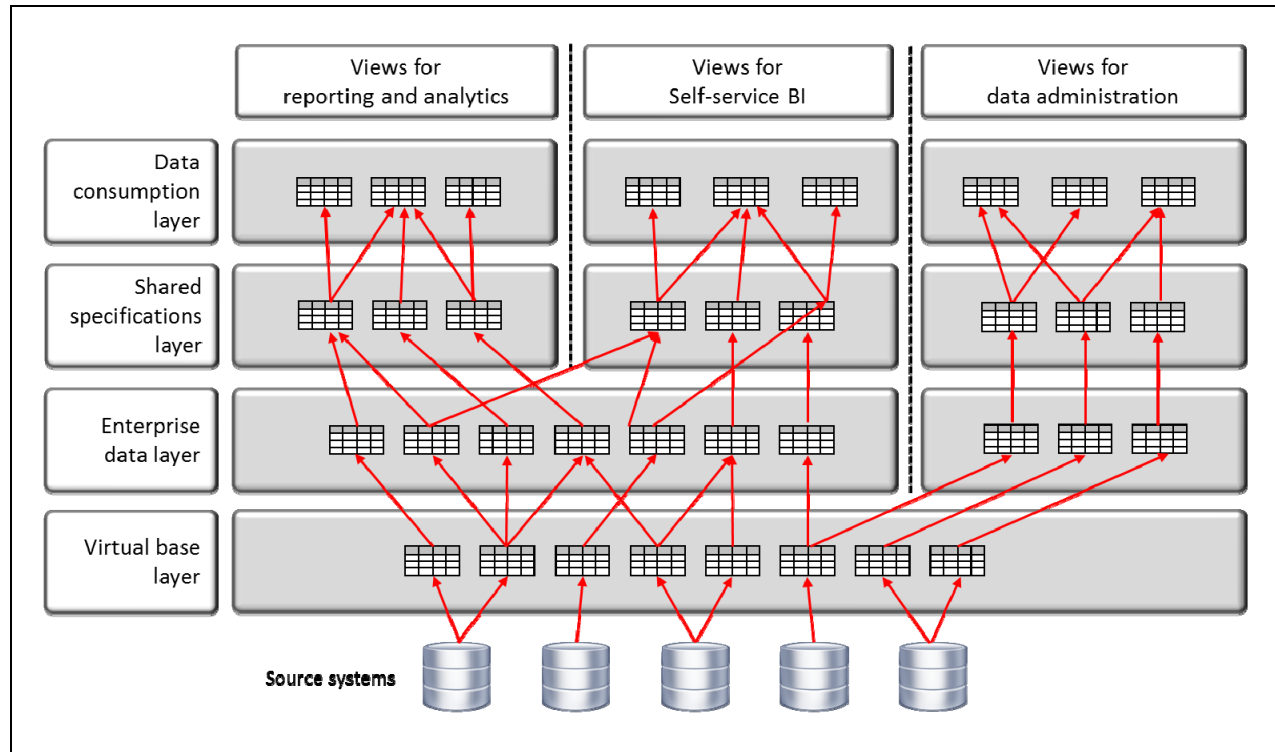 Views for
reporting and analytics
Views for
Self-service BI
Views for
data administration
Data
consumption
layer
Shared
specifications
layer
Enterprise
data layer
Virtual base
layer
Source systems